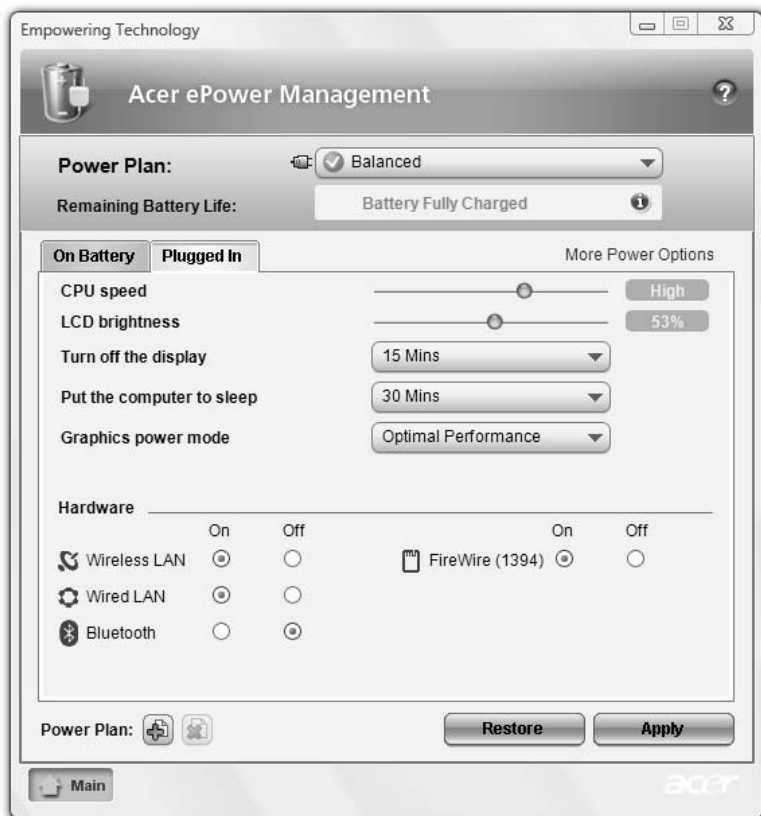 Empowering Technology
Acer ePower Management
?
Power Plan: Balanced
Remaining Battery Life: Battery Fully Charged
On Battery Plugged In More Power Options
CPU speed High
LCD brightness 53%
Turn off the display 15 Mins
Put the computer to sleep 30 Mins
Graphics power mode Optimal Performance
Hardware
On Off On Off
Wireless LAN FireWire (1394)
Wired LAN
Bluetooth
Power Plan: Restore Apply
Main acer